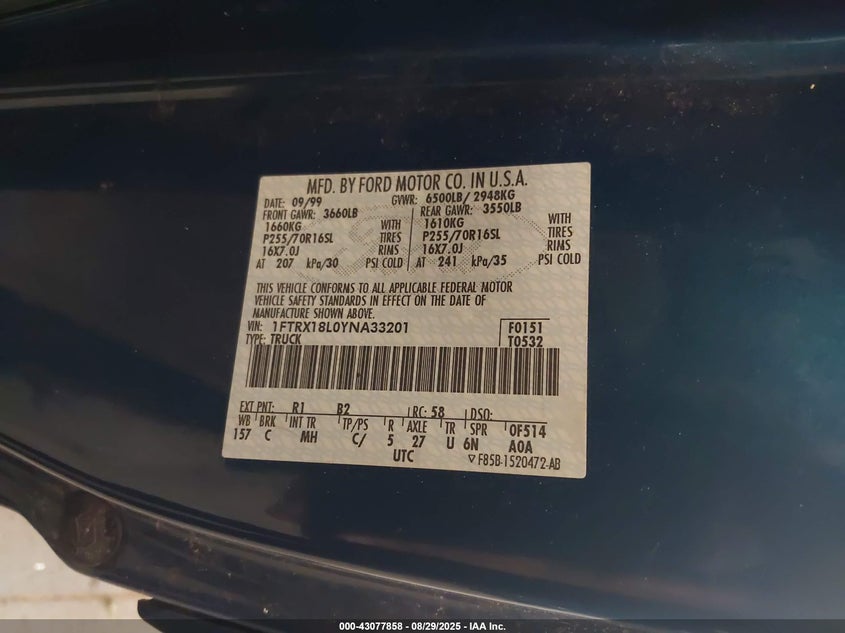 MFD. BY FORD MOTOR CO. IN U.S.A.
DATE: 09/99 GVWR: 6500LB/ 2948KG
FRONT GAWR: 3660LB REAR GAWR: 3550LB
1660KG WITH 1610KG WITH
P255/70R16SL TIRES P255/70R16SL TIRES
16X7.0J RIMS 16X7.0J RIMS
AT 207 kPa/30 PSI COLD AT 241 kPa/35 PSI COLD
THIS VEHICLE CONFORMS TO ALL APPLICABLE FEDERAL MOTOR
VEHICLE SAFETY STANDARDS IN EFFECT ON THE DATE OF
MANUFACTURE SHOWN ABOVE.
VIN: 1FTRX18L0YNA33201 F0151
TYPE: TRUCK T0532
EXT PNT: R1 B2 RC: 58 DSO:
WB BRK INT TR TP/PS R AXLE TR SPR 0F514
157 C MH C/ 5 27 U 6N A0A
UTC ▽ F85B-1520472-AB
000-43077858 - 08/29/2025 - IAA Inc.